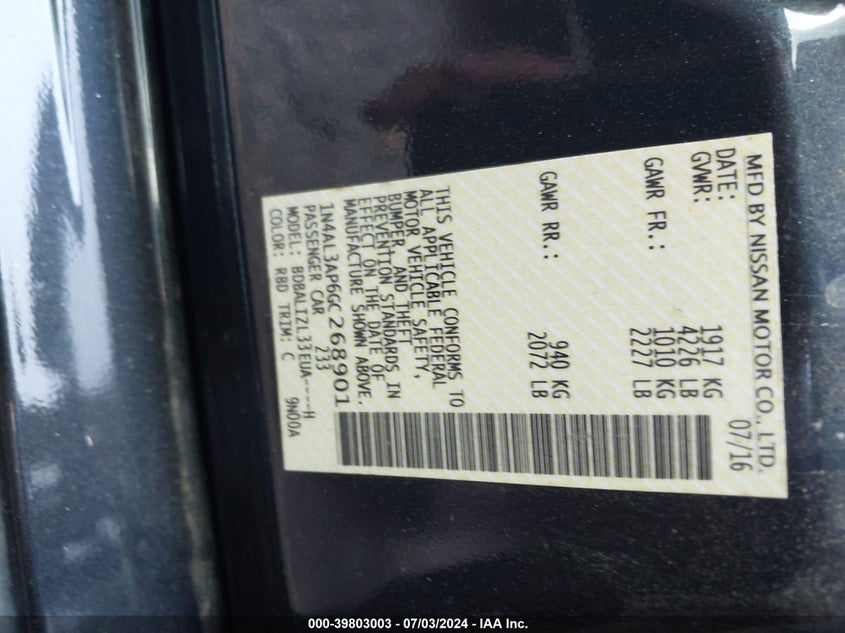 MFD BY NISSAN MOTOR CO., LTD.
DATE: 07/16
GVWR: 1917 KG
4226 LB
GAWR FR.: 1010 KG
2227 LB
GAWR RR.: 940 KG
2072 LB
THIS VEHICLE CONFORMS TO
ALL APPLICABLE FEDERAL
MOTOR VEHICLE SAFETY,
BUMPER, AND THEFT
PREVENTION STANDARDS IN
EFFECT ON THE DATE OF
MANUFACTURE SHOWN ABOVE.
1N4AL3AP6GC268901
PASSENGER CAR 233
MODEL: BDBALIZL33EUA----H
COLOR: RBD TRIM: C 9N00A
000-39803003 - 07/03/2024 - IAA Inc.